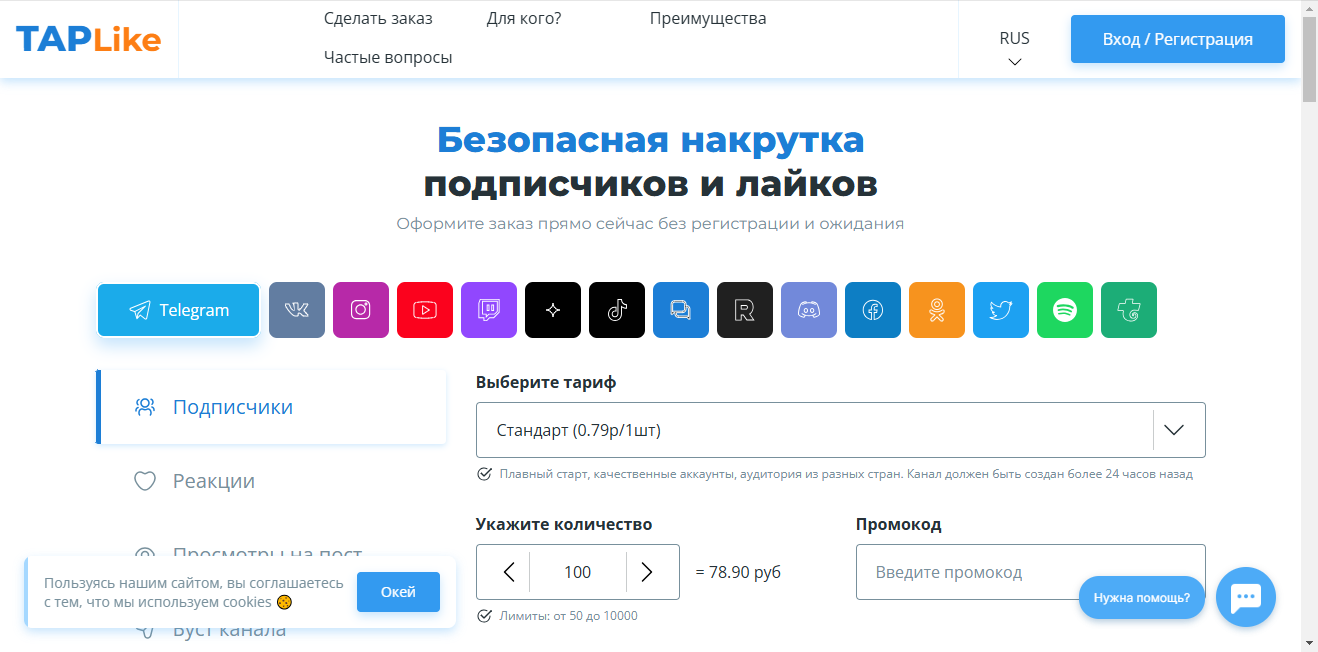 TAPLike
Сделать заказ
Для кого?
Преимущества
Частые вопросы
RUS
Вход / Регистрация
Безопасная накрутка
подписчиков и лайков
Оформите заказ прямо сейчас без регистрации и ожидания
Telegram
Подписчики
Реакции
Просмотры на пост
Буст канала
Выберите тариф
Стандарт (0.79р/1шт)
Плавный старт, качественные аккаунты, аудитория из разных стран. Канал должен быть создан более 24 часов назад
Укажите количество
100
= 78.90 руб
Лимиты: от 50 до 10000
Промокод
Введите промокод
Пользуясь нашим сайтом, вы соглашаетесь
с тем, что мы используем cookies
Окей
Нужна помощь?